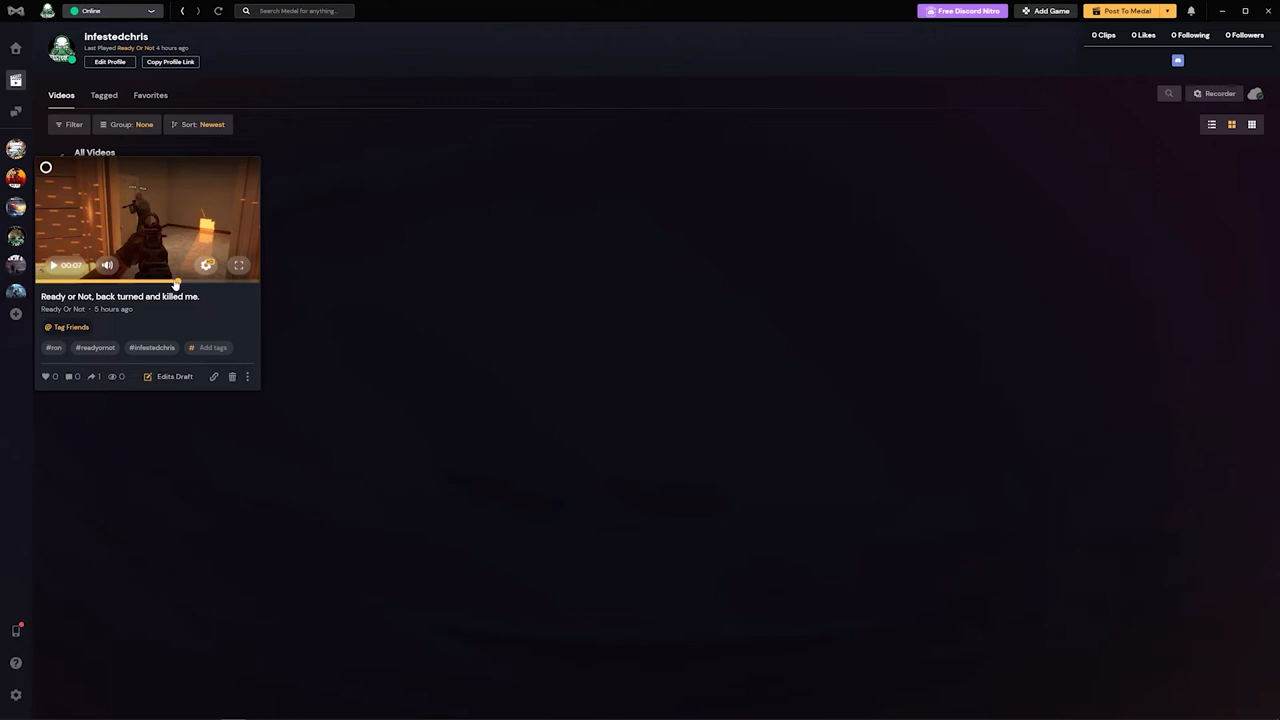 Online
Search Medal for anything...
Free Discord Nitro
Add Game
Post To Medal
infestedchris
Last Played Ready Or Not 4 hours ago
Edit Profile
Copy Profile Link
0 Clips
0 Likes
0 Following
0 Followers
Videos
Tagged
Favorites
Recorder
Filter
Group: None
Sort: Newest
All Videos
00:07
Ready or Not, back turned and killed me.
Ready Or Not · 5 hours ago
@ Tag Friends
#ron
#readyornot
#infestedchris
# Add tags
0
0
1
0
Edits Draft